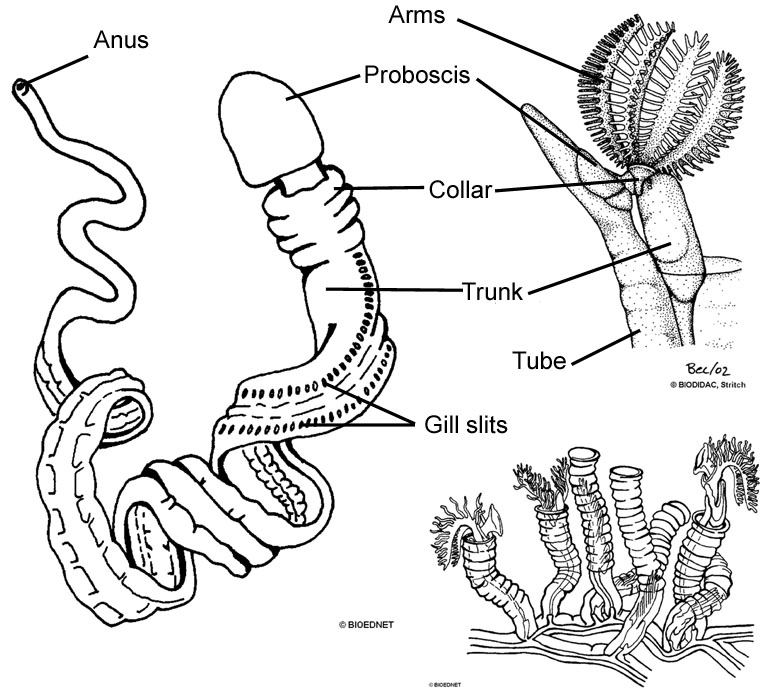 Arms
Anus
Proboscis
Collar
Trunk
Tube
Bec/02
© BIODIDAC, Stritch
Gill slits
© BIOEDNET
© BIOEDNET